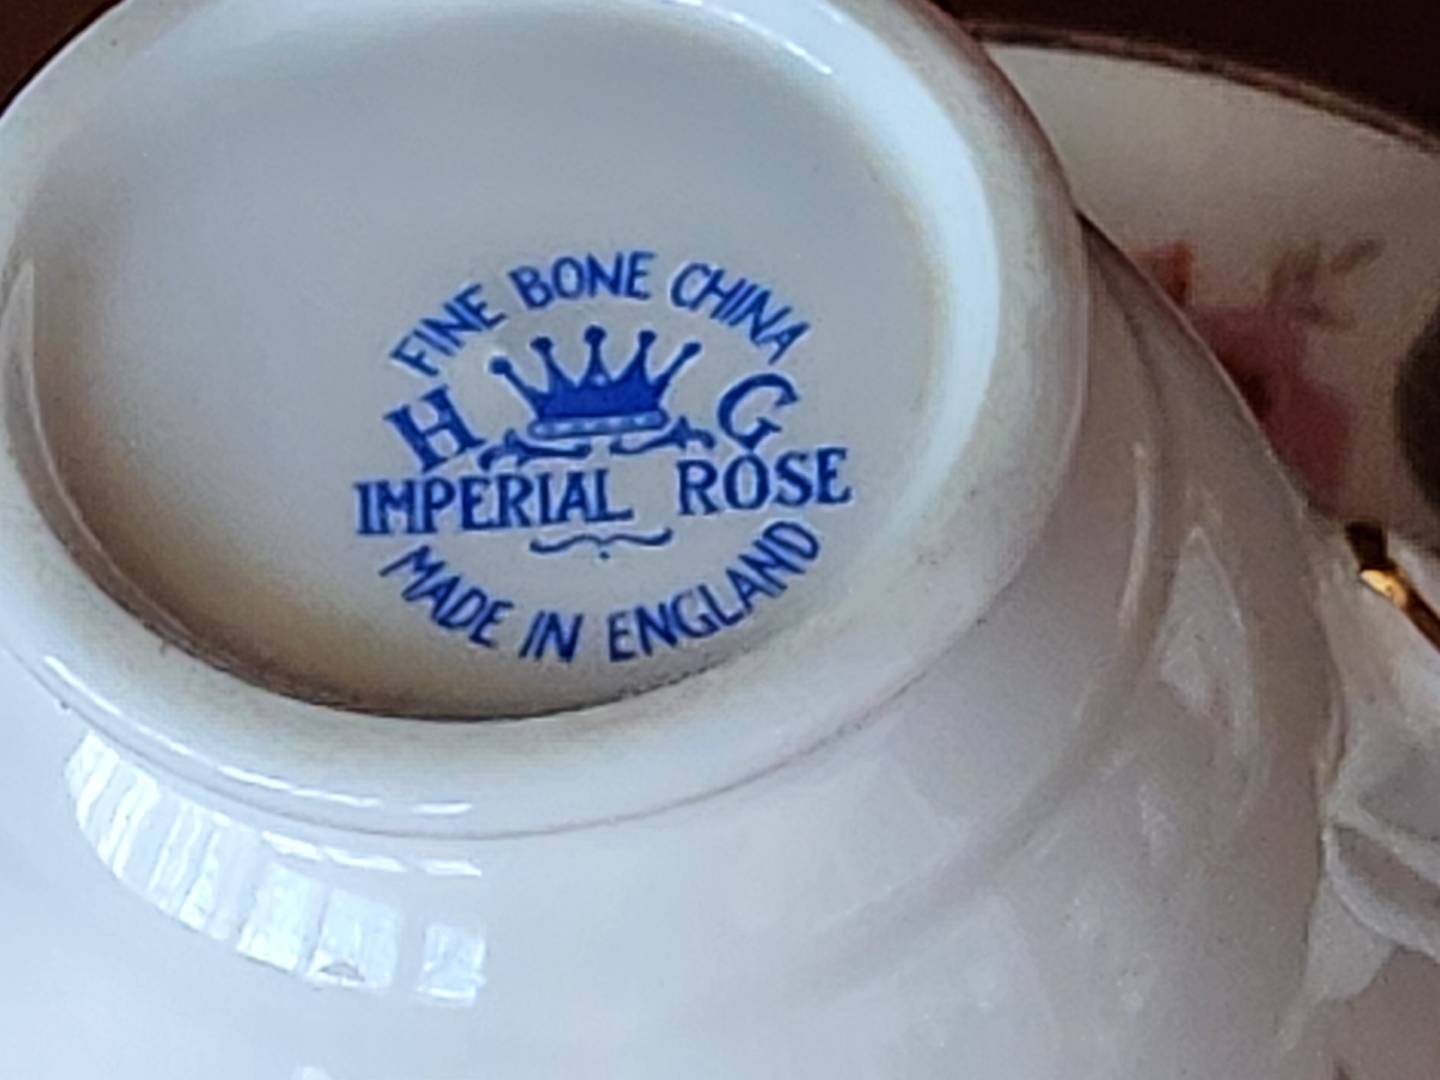 FINE BONE CHINA
H G
IMPERIAL ROSE
MADE IN ENGLAND